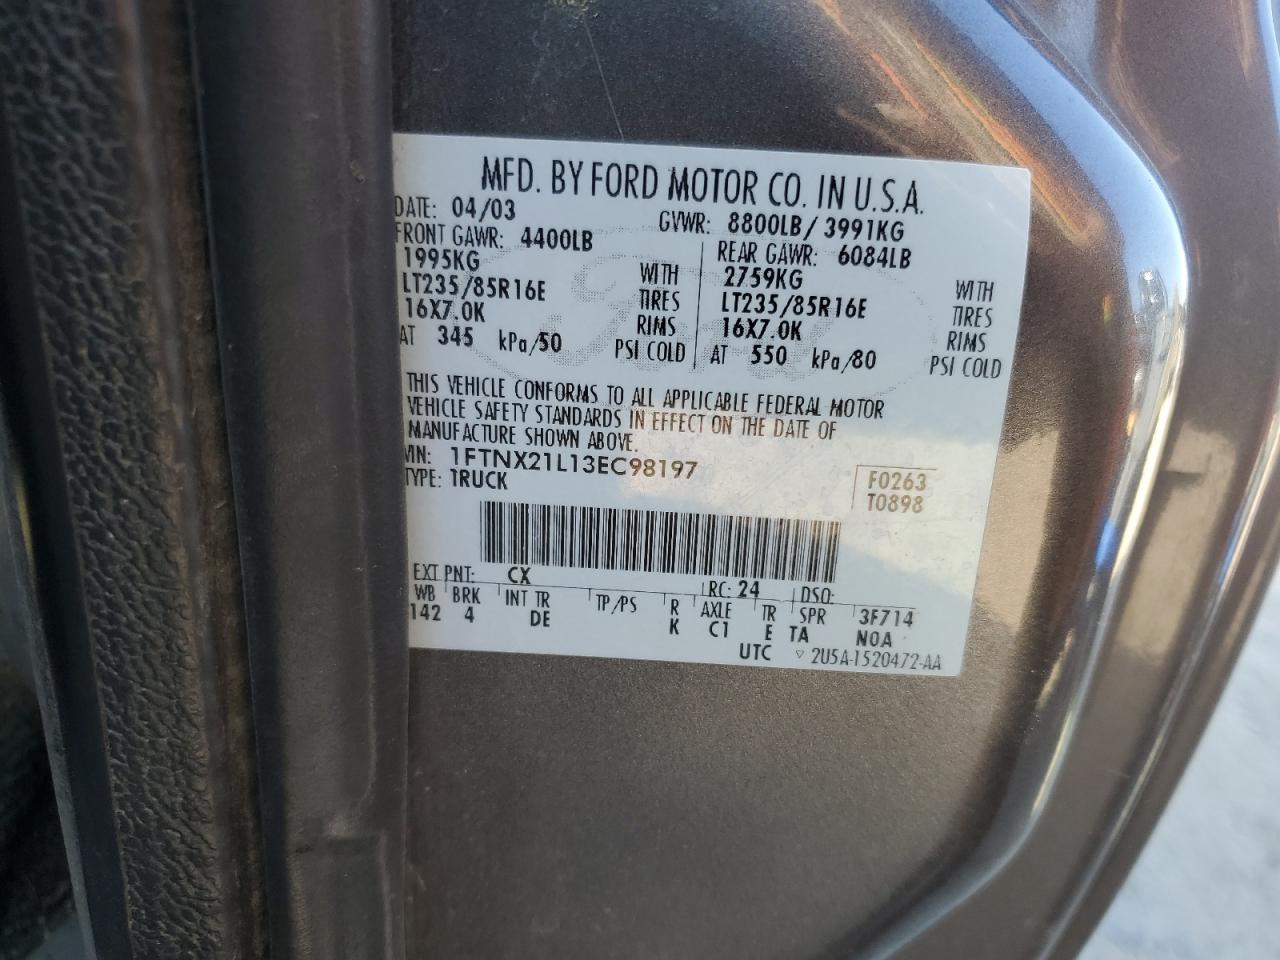 MFD. BY FORD MOTOR CO. IN U.S.A.
DATE: 04/03 GVWR: 8800LB/ 3991KG
FRONT GAWR: 4400LB REAR GAWR: 6084LB
1995KG WITH 2759KG WITH
LT235/85R16E TIRES LT235/85R16E TIRES
16X7.0K RIMS 16X7.0K RIMS
AT 345 kPa/50 PSI COLD AT 550 kPa/80 PSI COLD
THIS VEHICLE CONFORMS TO ALL APPLICABLE FEDERAL MOTOR
VEHICLE SAFETY STANDARDS IN EFFECT ON THE DATE OF
MANUFACTURE SHOWN ABOVE.
VIN: 1FTNX21L13EC98197 F0263
TYPE: TRUCK T0898
EXT PNT: CX RC: 24 DSO:
WB BRK INT TR TP/PS R AXLE TR SPR 3F714
142 4 DE K C1 E TA N0A
UTC ▽ 2U5A-1520472-AA